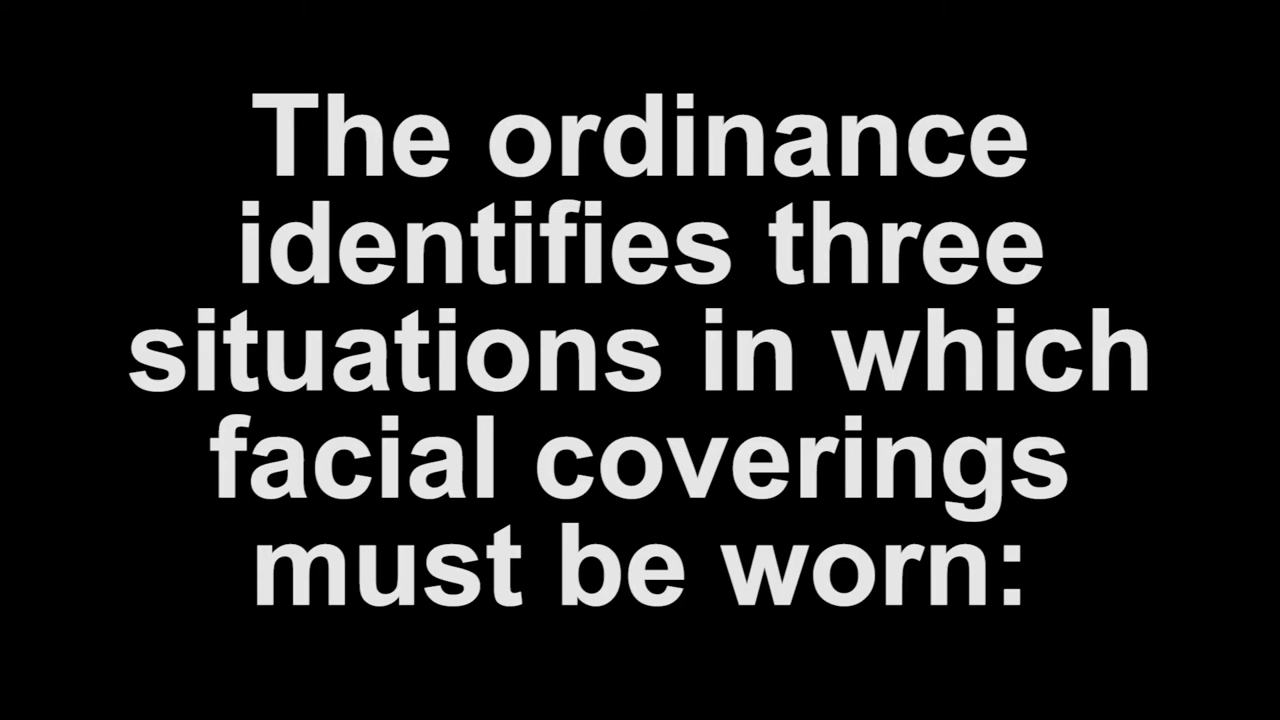 The ordinance
identifies three
situations in which
facial coverings
must be worn: